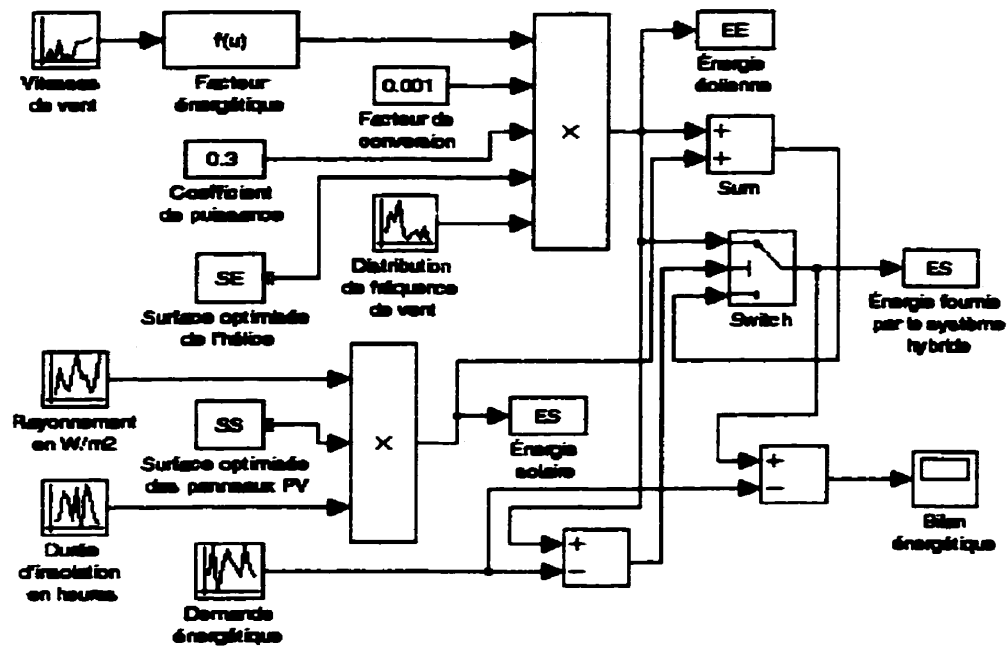 Vitesse
de vent
f(u)
Facteur
énergétique
0.001
Facteur de
conversion
0.3
Coefficient
de puissance
Distribution
de fréquence
de vent
SE
Surface optimisée
de l'hélice
×
EE
Énergie
éolienne
+
+
Sum
Switch
ES
Énergie fournie
par le système
hybride
Rayonnement
en W/m2
SS
Surface optimisée
des panneaux PV
Durée
d'insolation
en heures
×
ES
Énergie
solaire
Demande
énergétique
+
−
+
−
Bilan
énergétique